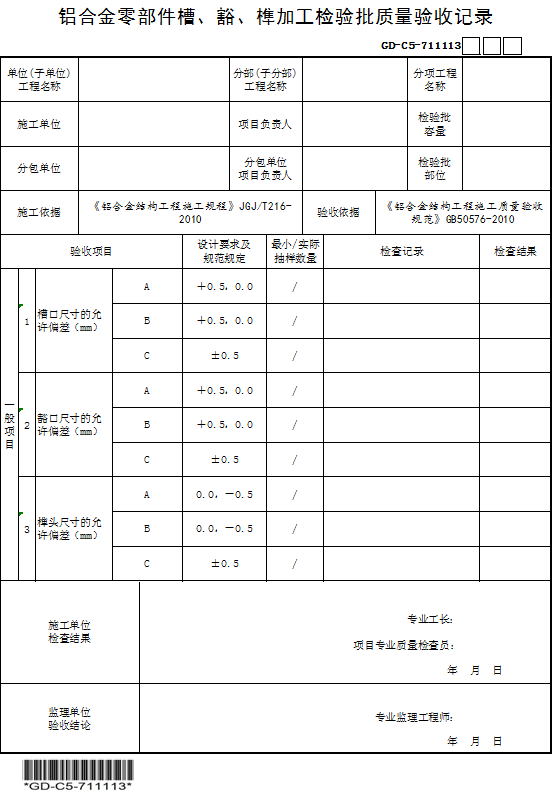 铝合金零部件槽、豁、榫加工检验批质量验收记录
GD-C5-711113
单位(子单位)
工程名称
分部(子分部)
工程名称
分项工程
名称
施工单位
项目负责人
检验批
容量
分包单位
分包单位
项目负责人
检验批
部位
施工依据
《铝合金结构工程施工规程》JGJ/T216-
2010
验收依据
《铝合金结构工程施工质量验收
规范》GB50576-2010
验收项目
设计要求及
规范规定
最小/实际
抽样数量
检查记录
检查结果
一般项目
1
槽口尺寸的允
许偏差（mm）
A
＋0.5，0.0
/
B
＋0.5，0.0
/
C
±0.5
/
2
豁口尺寸的允
许偏差（mm）
A
＋0.5，0.0
/
B
＋0.5，0.0
/
C
±0.5
/
3
榫头尺寸的允
许偏差（mm）
A
0.0，－0.5
/
B
0.0，－0.5
/
C
±0.5
/
施工单位
检查结果
专业工长：
项目专业质量检查员：
年 月 日
监理单位
验收结论
专业监理工程师：
年 月 日
*GD-C5-711113*